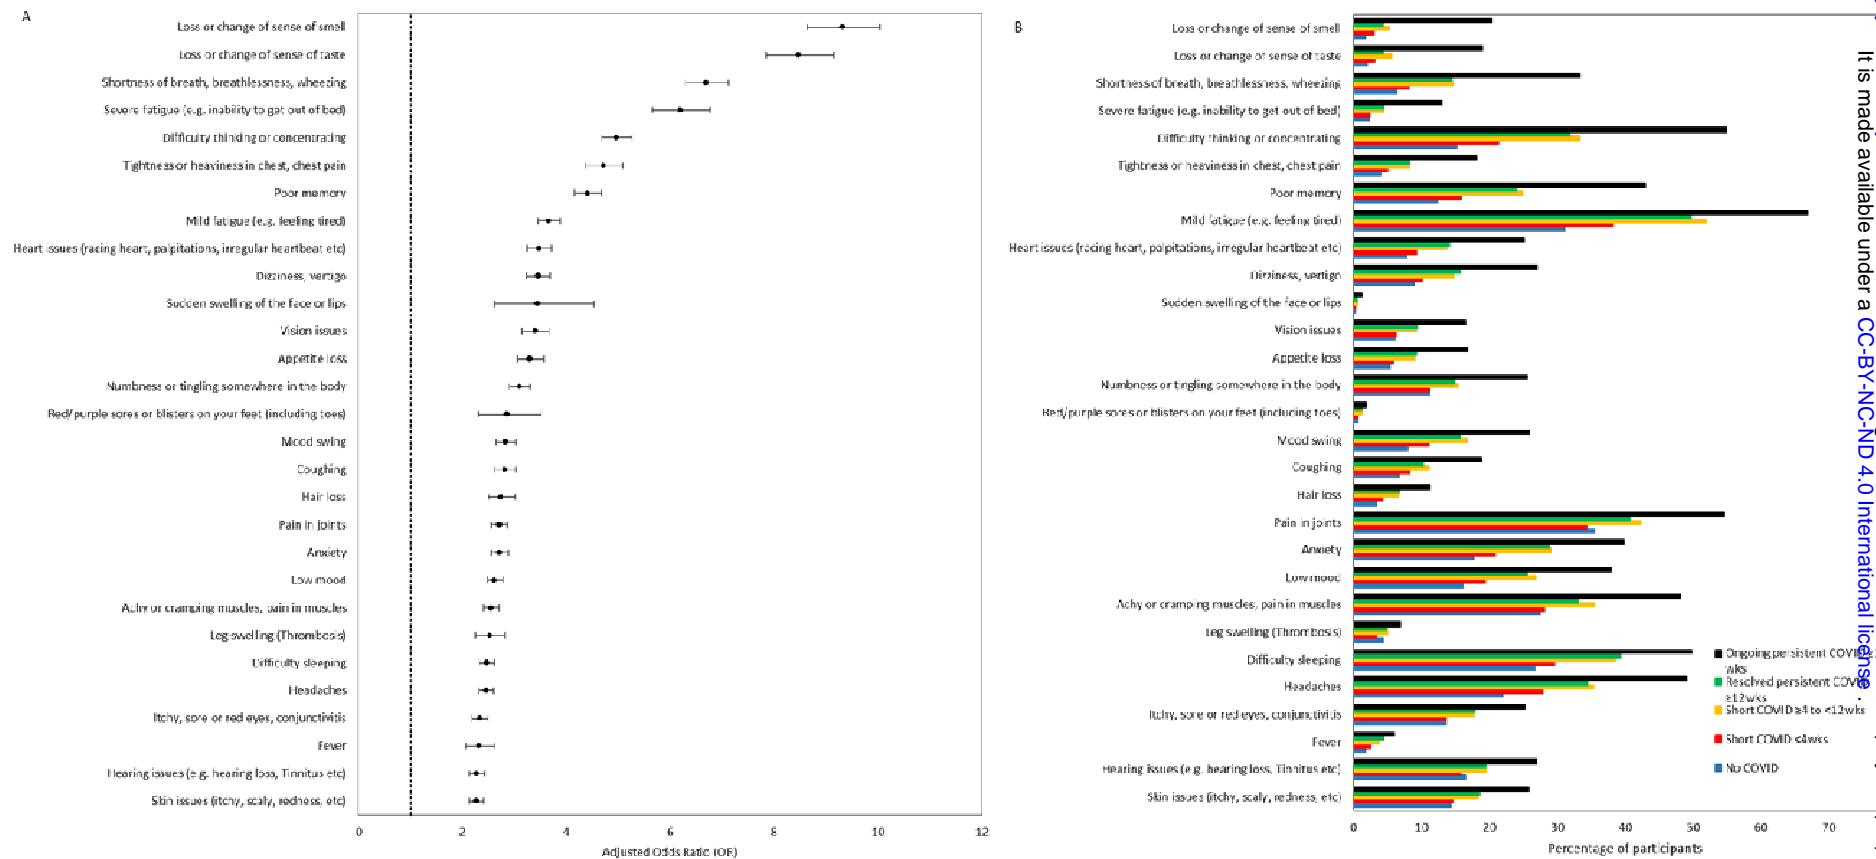 A
Loss or change of sense of smell
Loss or change of sense of taste
Shortness of breath, breathlessness, wheezing
Severe fatigue (e.g. inability to get out of bed)
Difficulty thinking or concentrating
Tightness or heaviness in chest, chest pain
Poor memory
Mild fatigue (e.g. feeling tired)
Heart issues (racing heart, palpitations, irregular heartbeat etc)
Dizziness, vertigo
Sudden swelling of the face or lips
Vision issues
Appetite loss
Numbness or tingling somewhere in the body
Red/purple sores or blisters on your feet (including toes)
Mood swing
Coughing
Hair loss
Pain in joints
Anxiety
Low mood
Achy or cramping muscles, pain in muscles
Leg swelling (Thrombosis)
Difficulty sleeping
Headaches
Itchy, sore or red eyes, conjunctivitis
Fever
Hearing issues (e.g. hearing loss, Tinnitus etc)
Skin issues (itchy, scaly, redness, etc)
0 2 4 6 8 10 12
Adjusted Odds Ratio (OR)
B
Loss or change of sense of smell
Loss or change of sense of taste
Shortness of breath, breathlessness, wheezing
Severe fatigue (e.g. inability to get out of bed)
Difficulty thinking or concentrating
Tightness or heaviness in chest, chest pain
Poor memory
Mild fatigue (e.g. feeling tired)
Heart issues (racing heart, palpitations, irregular heartbeat etc)
Dizziness, vertigo
Sudden swelling of the face or lips
Vision issues
Appetite loss
Numbness or tingling somewhere in the body
Red/purple sores or blisters on your feet (including toes)
Mood swing
Coughing
Hair loss
Pain in joints
Anxiety
Low mood
Achy or cramping muscles, pain in muscles
Leg swelling (Thrombosis)
Difficulty sleeping
Headaches
Itchy, sore or red eyes, conjunctivitis
Fever
Hearing issues (e.g. hearing loss, Tinnitus etc)
Skin issues (itchy, scaly, redness, etc)
0 10 20 30 40 50 60 70
Percentage of participants
Ongoing persistent COVID
wks
Resolved persistent COVID
≥12wks
Short COVID ≥4 to <12wks
Short COVID <4wks
No COVID
It is made available under a CC-BY-NC-ND 4.0 International license .